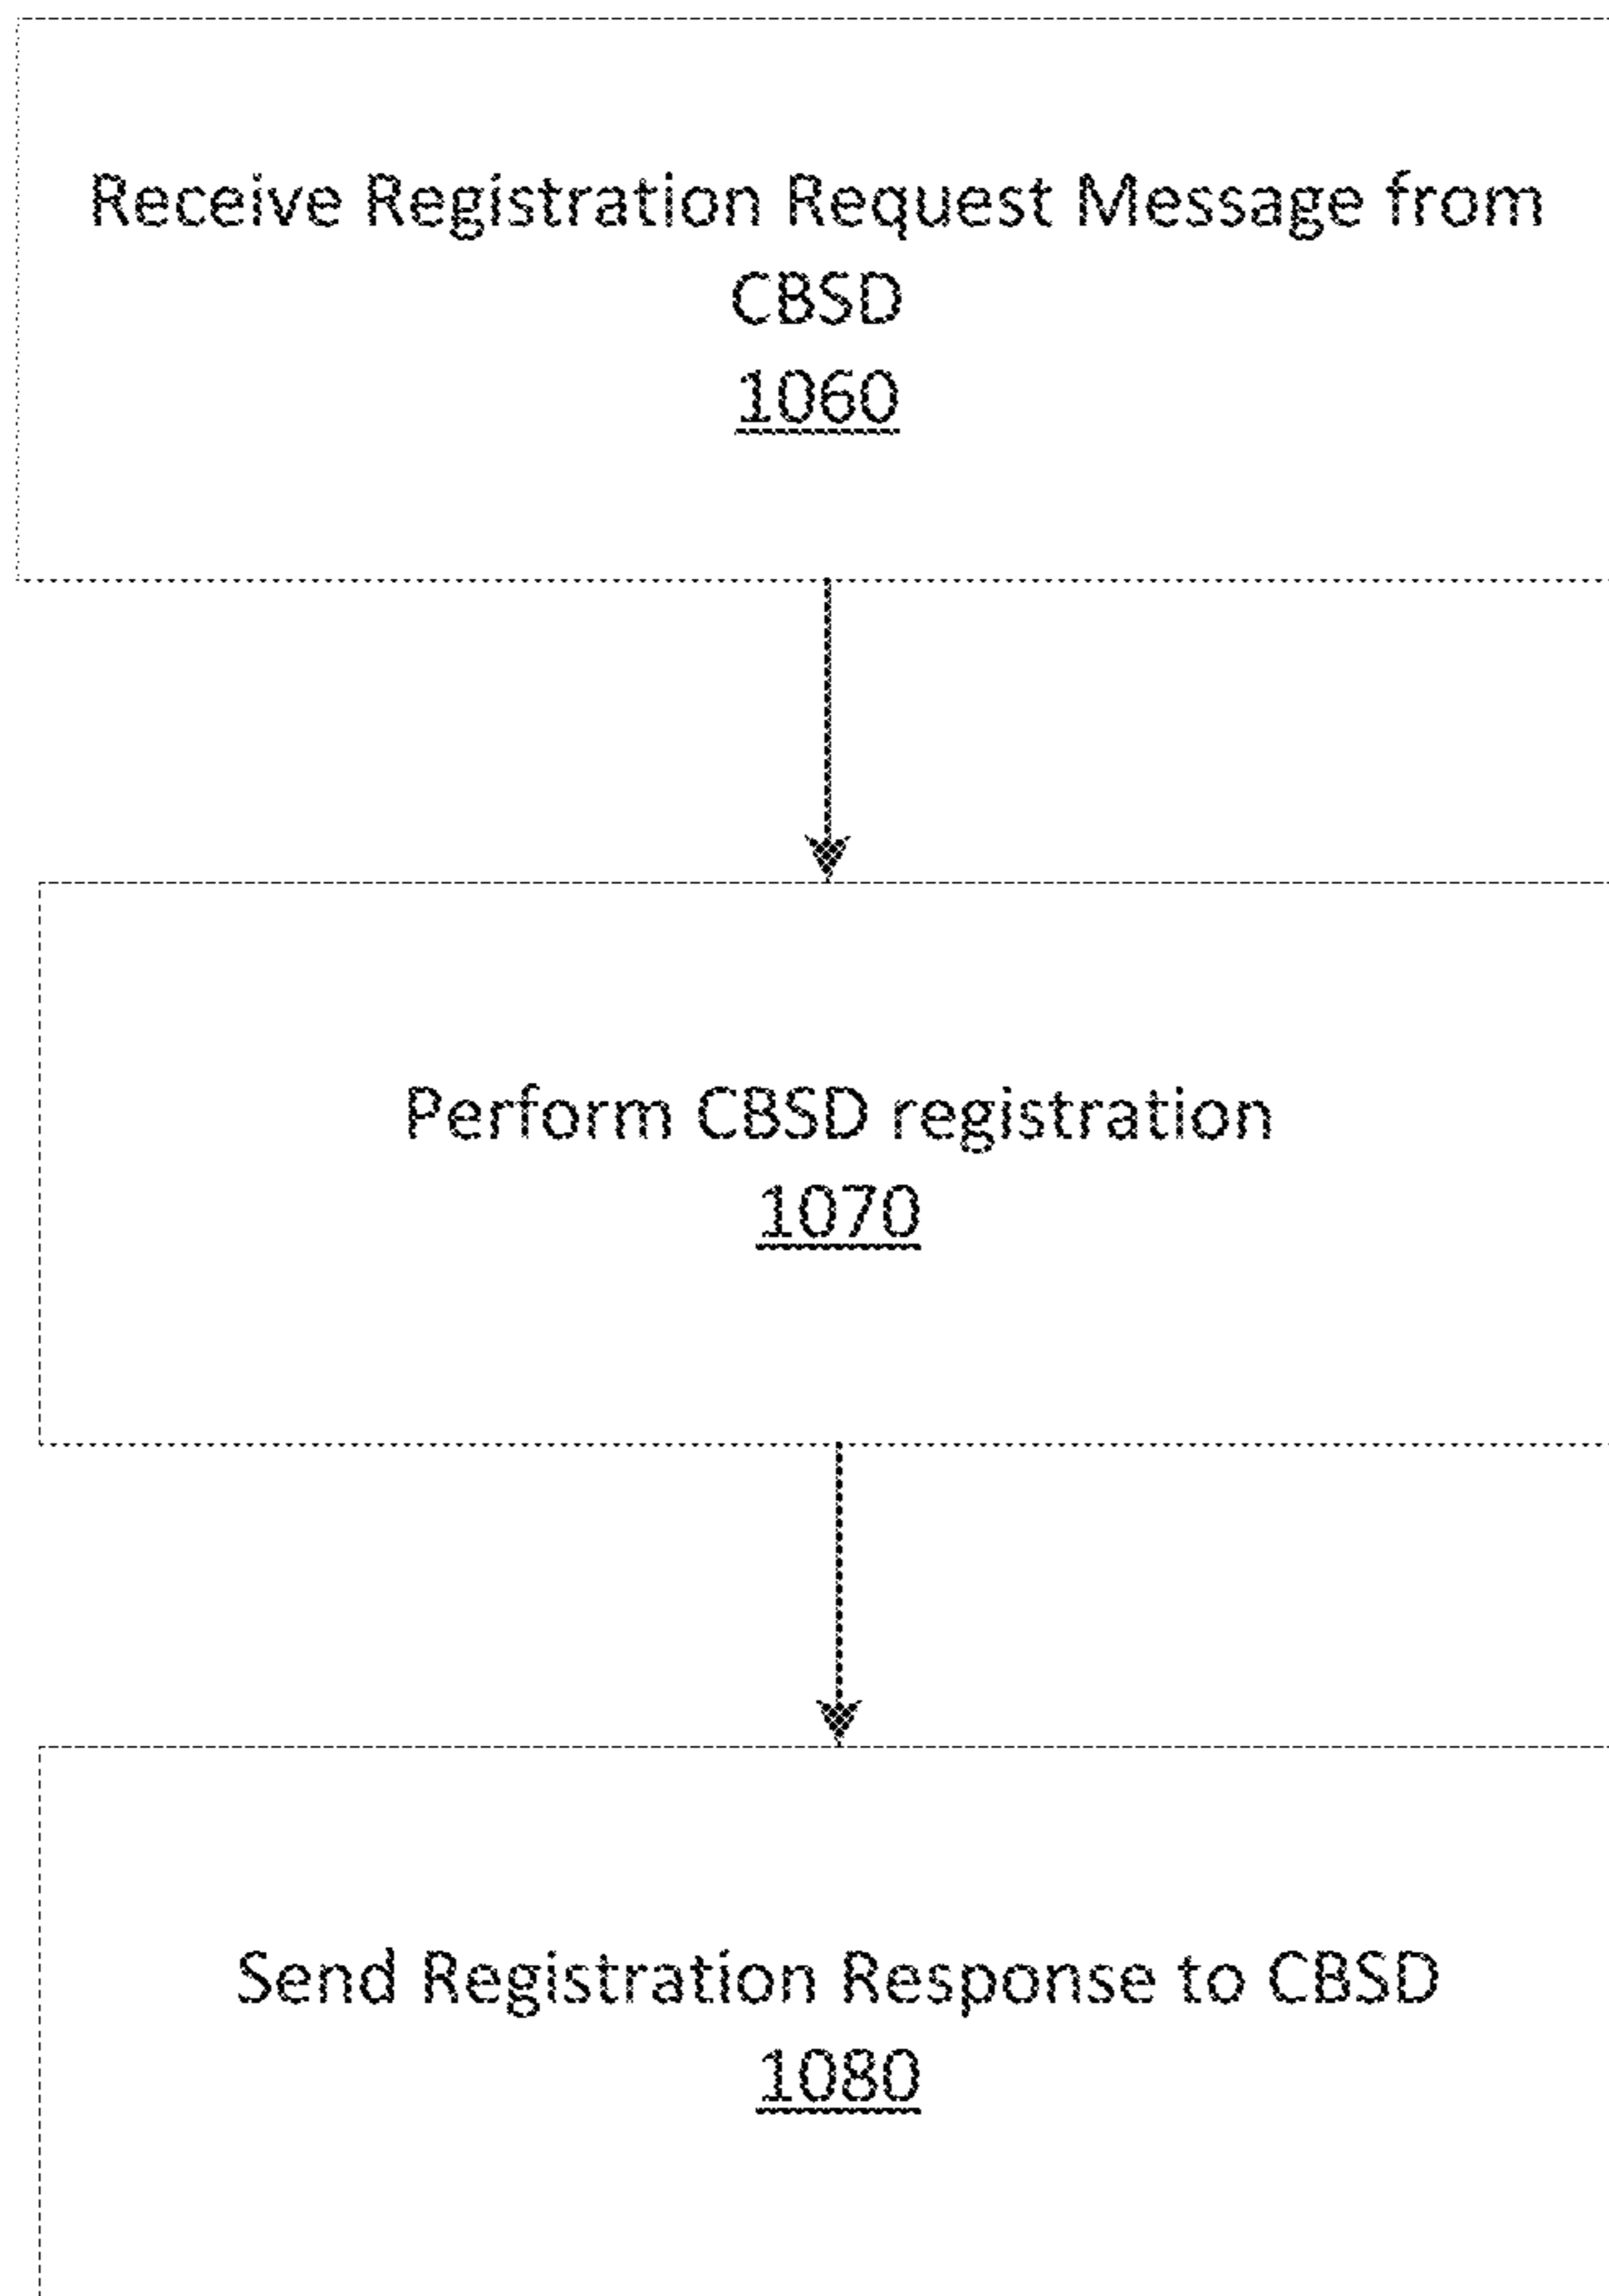 Receive Registration Request Message from
CBSD
1060
Perform CBSD registration
1070
Send Registration Response to CBSD
1080